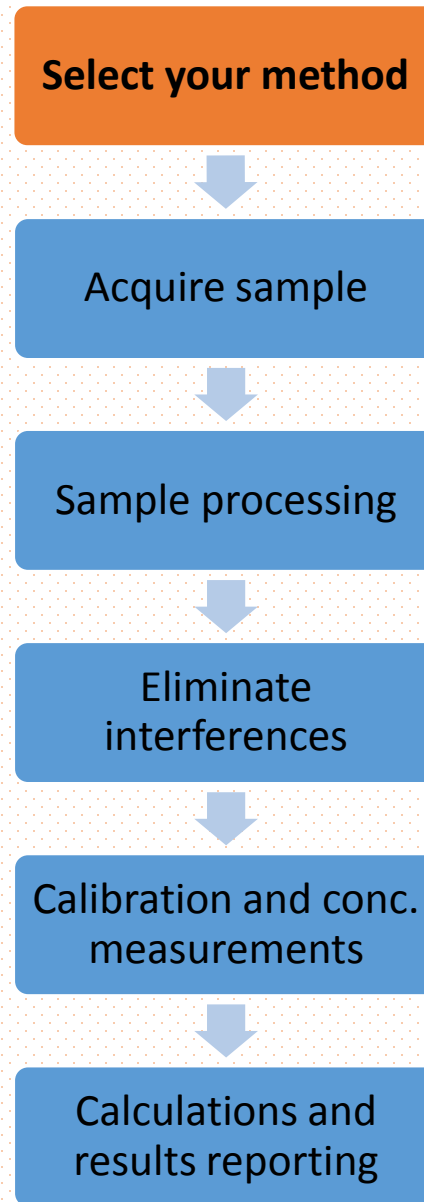 Select your method
Acquire sample
Sample processing
Eliminate
interferences
Calibration and conc.
measurements
Calculations and
results reporting